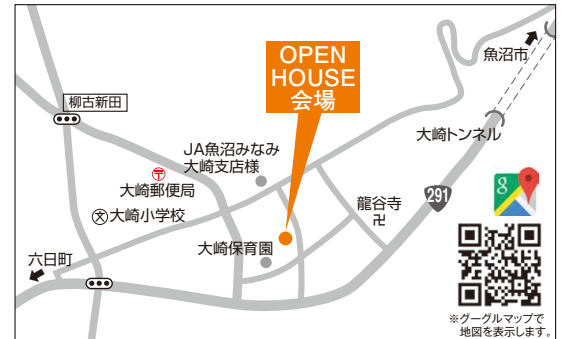 OPEN
HOUSE
会場
魚沼市
柳古新田
JA魚沼みなみ
大崎支店様
大崎トンネル
〒
大崎郵便局
文
大崎小学校
291
龍谷寺
卍
g
大崎保育園
六日町
※グーグルマップで
地図を表示します。